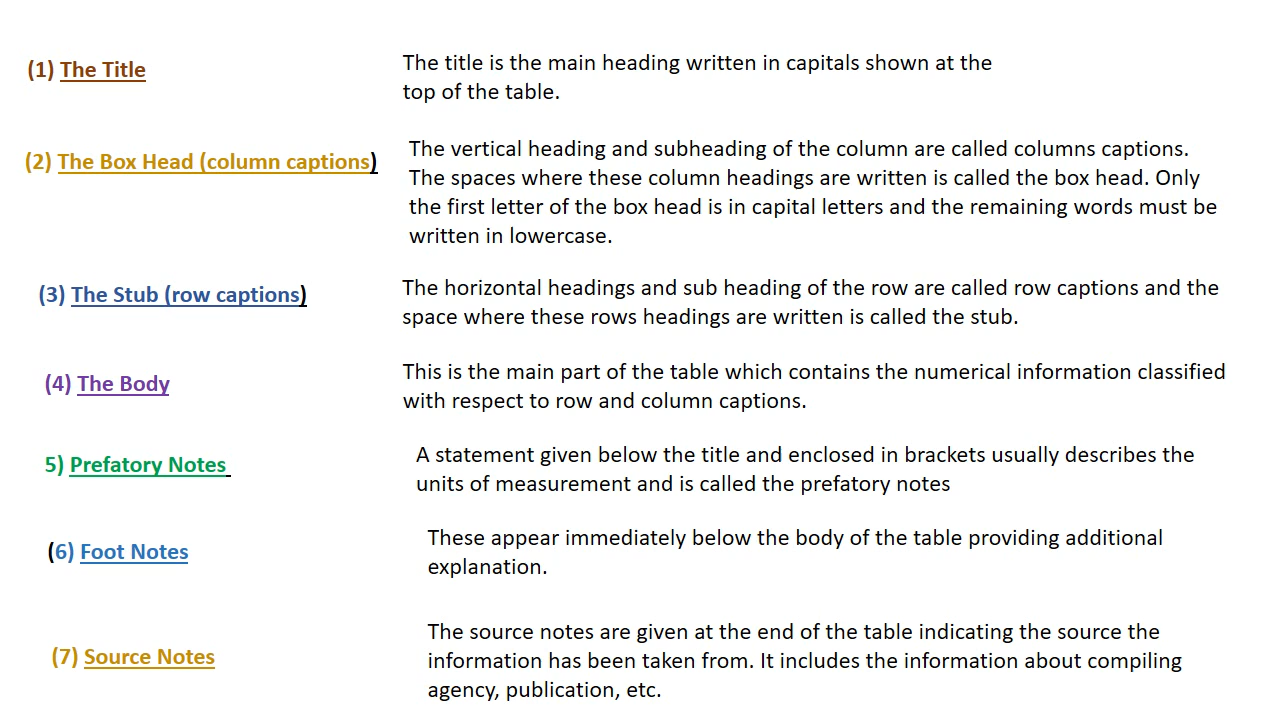 (1) The Title
The title is the main heading written in capitals shown at the
top of the table.
(2) The Box Head (column captions)
The vertical heading and subheading of the column are called columns captions.
The spaces where these column headings are written is called the box head. Only
the first letter of the box head is in capital letters and the remaining words must be
written in lowercase.
(3) The Stub (row captions)
The horizontal headings and sub heading of the row are called row captions and the
space where these rows headings are written is called the stub.
(4) The Body
This is the main part of the table which contains the numerical information classified
with respect to row and column captions.
5) Prefatory Notes
A statement given below the title and enclosed in brackets usually describes the
units of measurement and is called the prefatory notes
(6) Foot Notes
These appear immediately below the body of the table providing additional
explanation.
(7) Source Notes
The source notes are given at the end of the table indicating the source the
information has been taken from. It includes the information about compiling
agency, publication, etc.